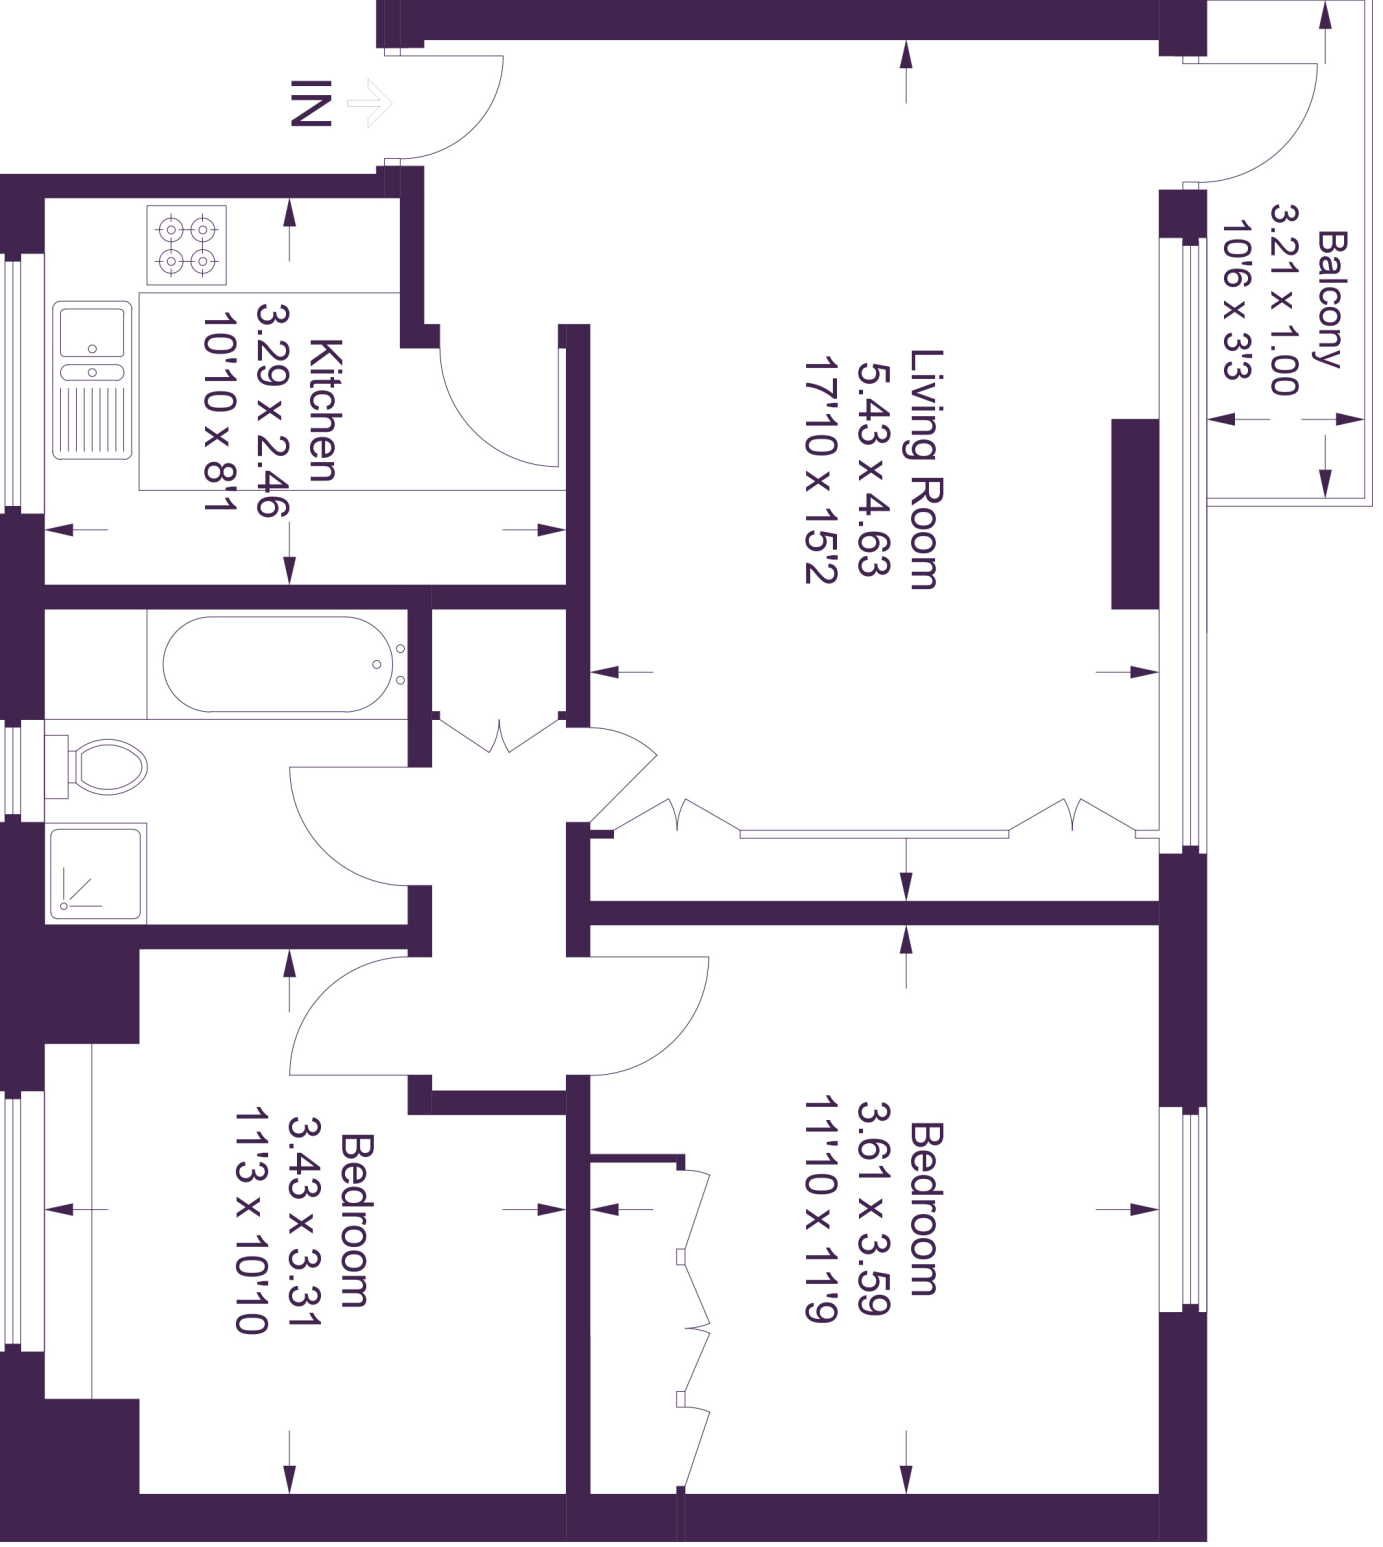 Balcony
3.21 x 1.00
10'6 x 3'3
IN
Living Room
5.43 x 4.63
17'10 x 15'2
Kitchen
3.29 x 2.46
10'10 x 8'1
Bedroom
3.61 x 3.59
11'10 x 11'9
Bedroom
3.43 x 3.31
11'3 x 10'10